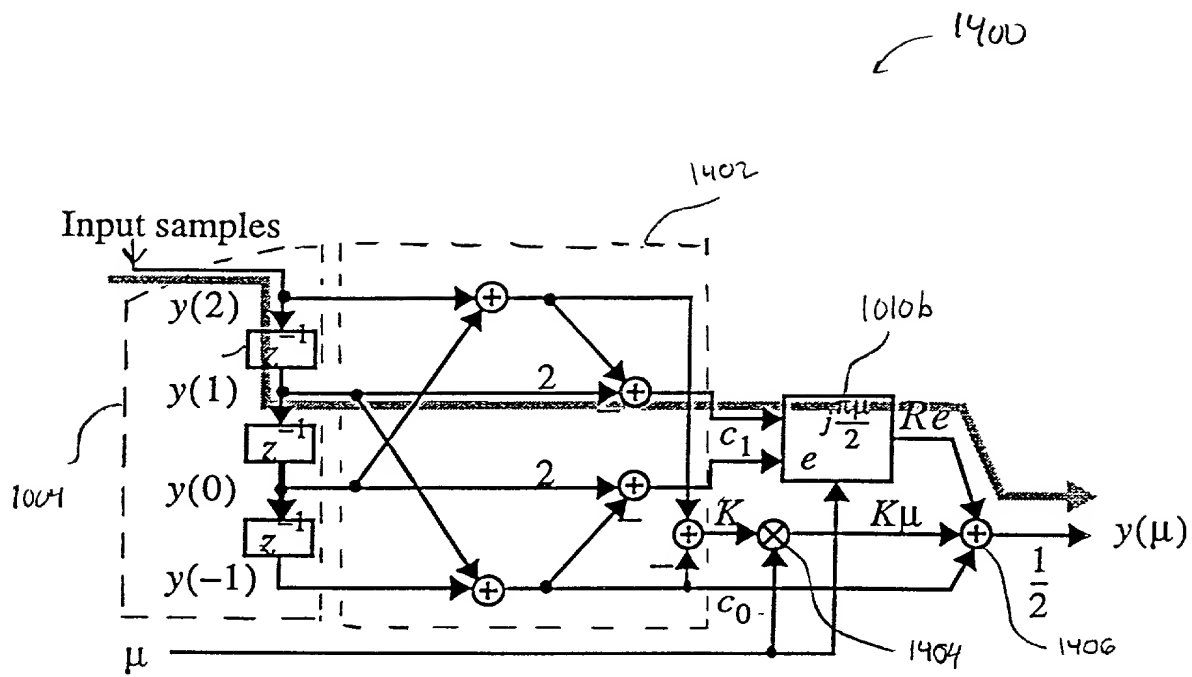 1400
1402
Input samples
1010b
y(2)
z⁻¹
y(1)
2
c₁
e^{j πμ/2}
Re
z⁻¹
1004
y(0)
2
K
Kμ
y(μ)
z⁻¹
y(−1)
c₀
1/2
μ
1404
1406